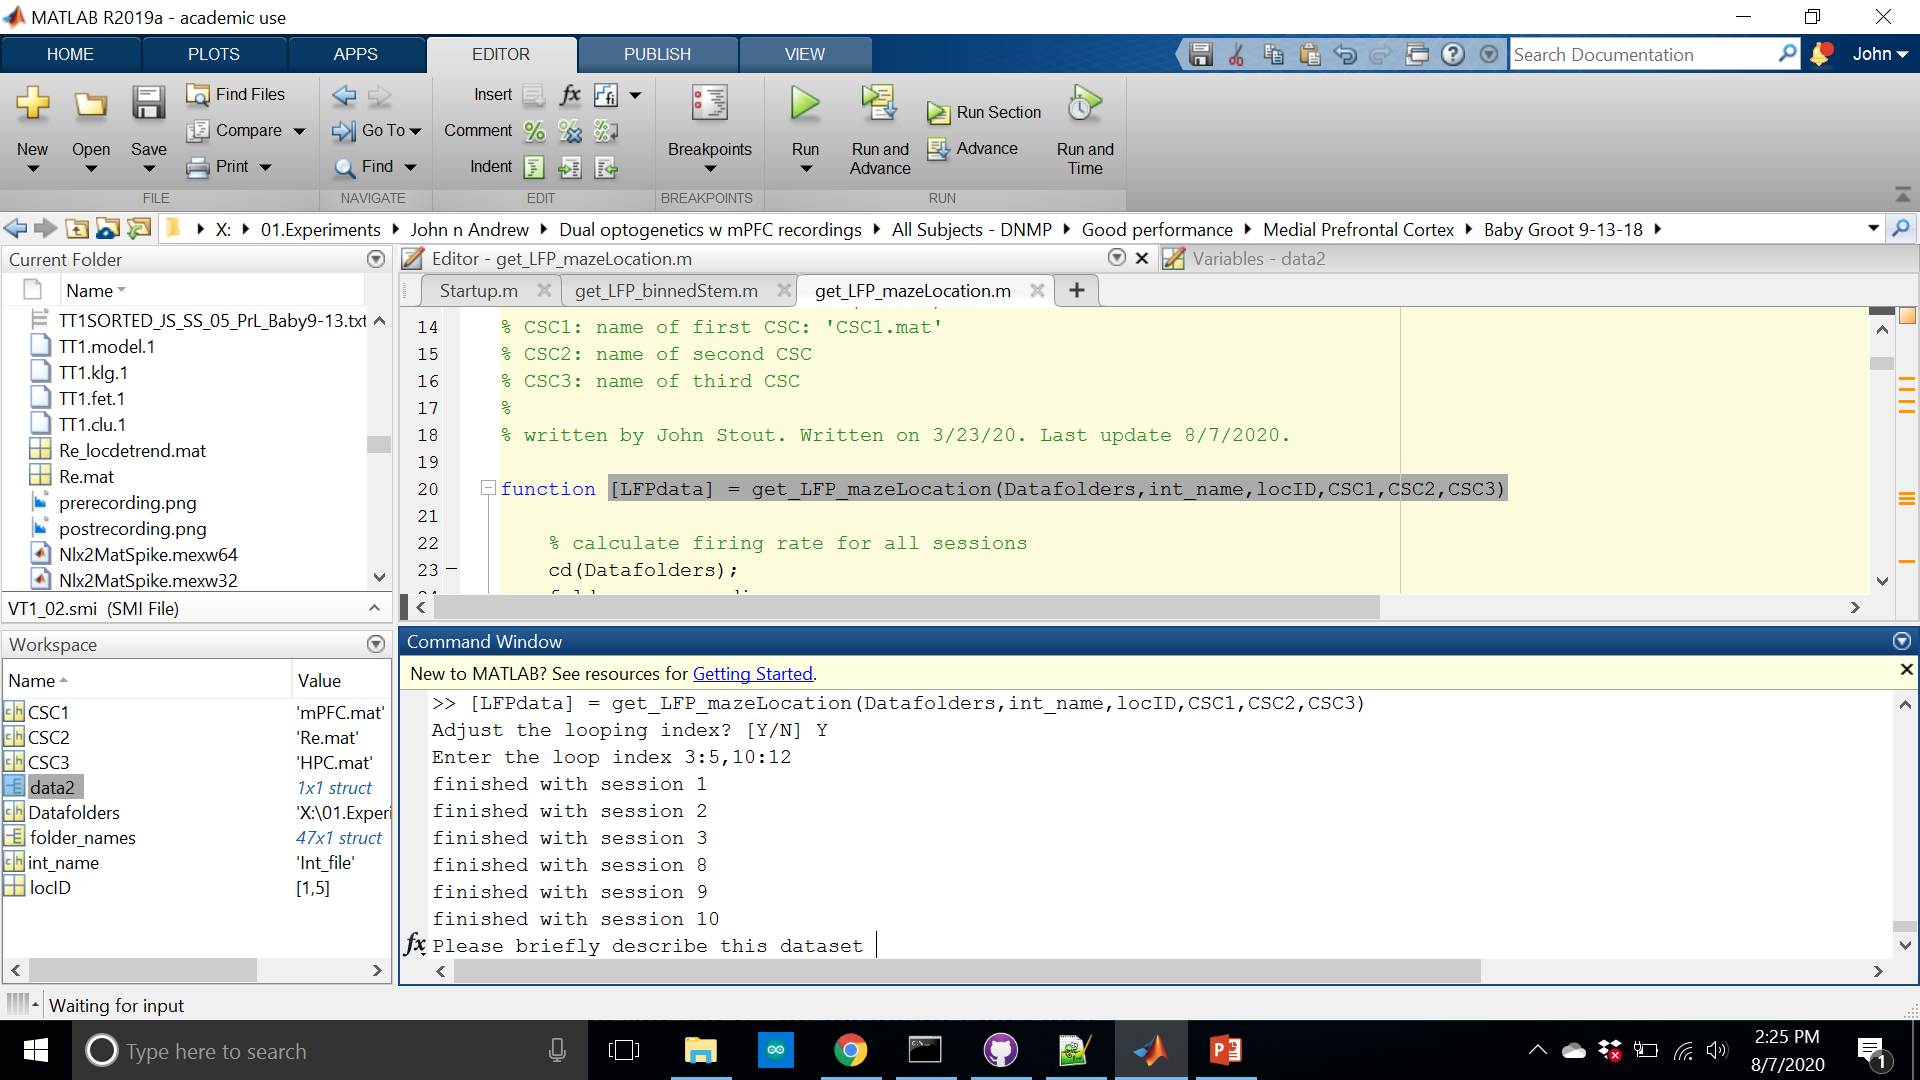 MATLAB R2019a - academic use
HOME PLOTS APPS EDITOR PUBLISH VIEW
Search Documentation
John
New
Open
Save
Find Files
Compare
Print
FILE
Go To
Find
NAVIGATE
Insert
Comment
Indent
EDIT
Breakpoints
BREAKPOINTS
Run
Run and
Advance
Run Section
Advance
Run and
Time
RUN
X: 01.Experiments John n Andrew Dual optogenetics w mPFC recordings All Subjects - DNMP Good performance Medial Prefrontal Cortex Baby Groot 9-13-18
Current Folder
Name
TT1SORTED_JS_SS_05_PrL_Baby9-13.txt
TT1.model.1
TT1.klg.1
TT1.fet.1
TT1.clu.1
Re_locdetrend.mat
Re.mat
prerecording.png
postrecording.png
Nlx2MatSpike.mexw64
Nlx2MatSpike.mexw32
VT1_02.smi (SMI File)
Workspace
Name Value
CSC1 'mPFC.mat'
CSC2 'Re.mat'
CSC3 'HPC.mat'
data2 1x1 struct
Datafolders 'X:\01.Experi
folder_names 47x1 struct
int_name 'Int_file'
locID [1,5]
Editor - get_LFP_mazeLocation.m
Variables - data2
Startup.m get_LFP_binnedStem.m get_LFP_mazeLocation.m
14 % CSC1: name of first CSC: 'CSC1.mat'
15 % CSC2: name of second CSC
16 % CSC3: name of third CSC
17 %
18 % written by John Stout. Written on 3/23/20. Last update 8/7/2020.
19
20 function [LFPdata] = get_LFP_mazeLocation(Datafolders,int_name,locID,CSC1,CSC2,CSC3)
21
22 % calculate firing rate for all sessions
23 cd(Datafolders);
Command Window
New to MATLAB? See resources for Getting Started.
>> [LFPdata] = get_LFP_mazeLocation(Datafolders,int_name,locID,CSC1,CSC2,CSC3)
Adjust the looping index? [Y/N] Y
Enter the loop index 3:5,10:12
finished with session 1
finished with session 2
finished with session 3
finished with session 8
finished with session 9
finished with session 10
fx Please briefly describe this dataset
Waiting for input
Type here to search
2:25 PM
8/7/2020
1